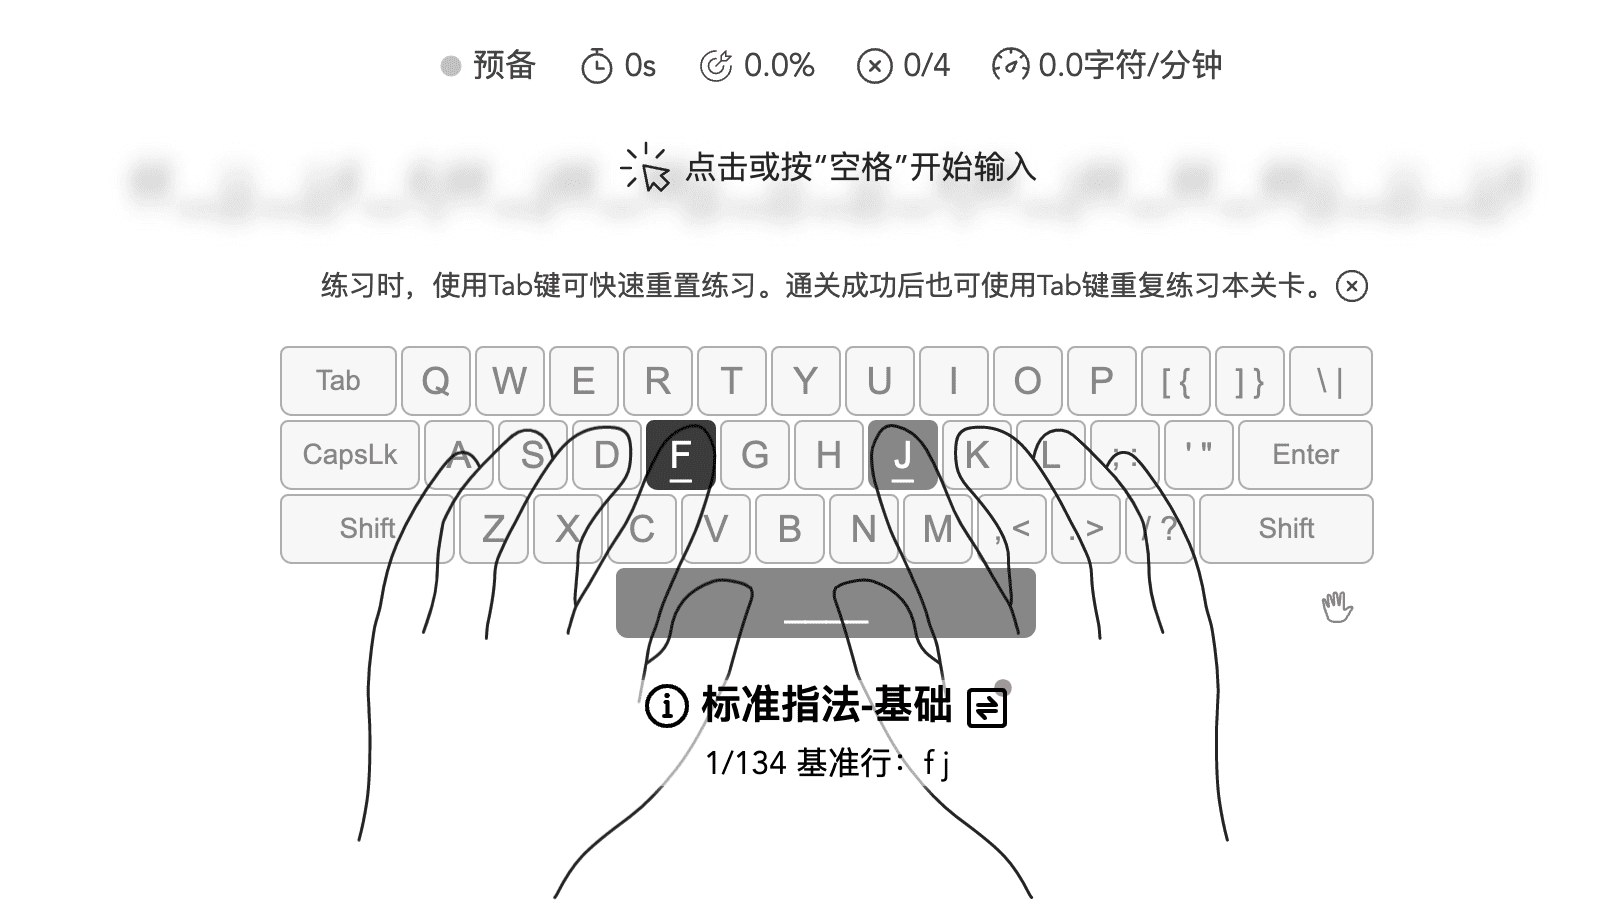 预备 0s 0.0% 0/4 0.0字符/分钟
点击或按“空格”开始输入
练习时，使用Tab键可快速重置练习。通关成功后也可使用Tab键重复练习本关卡。
Tab Q W E R T Y U I O P [ { ] } \ |
CapsLk A S D F G H J K L ; : ' " Enter
Shift Z X C V B N M , < . > / ? Shift
标准指法-基础
1/134 基准行：f j